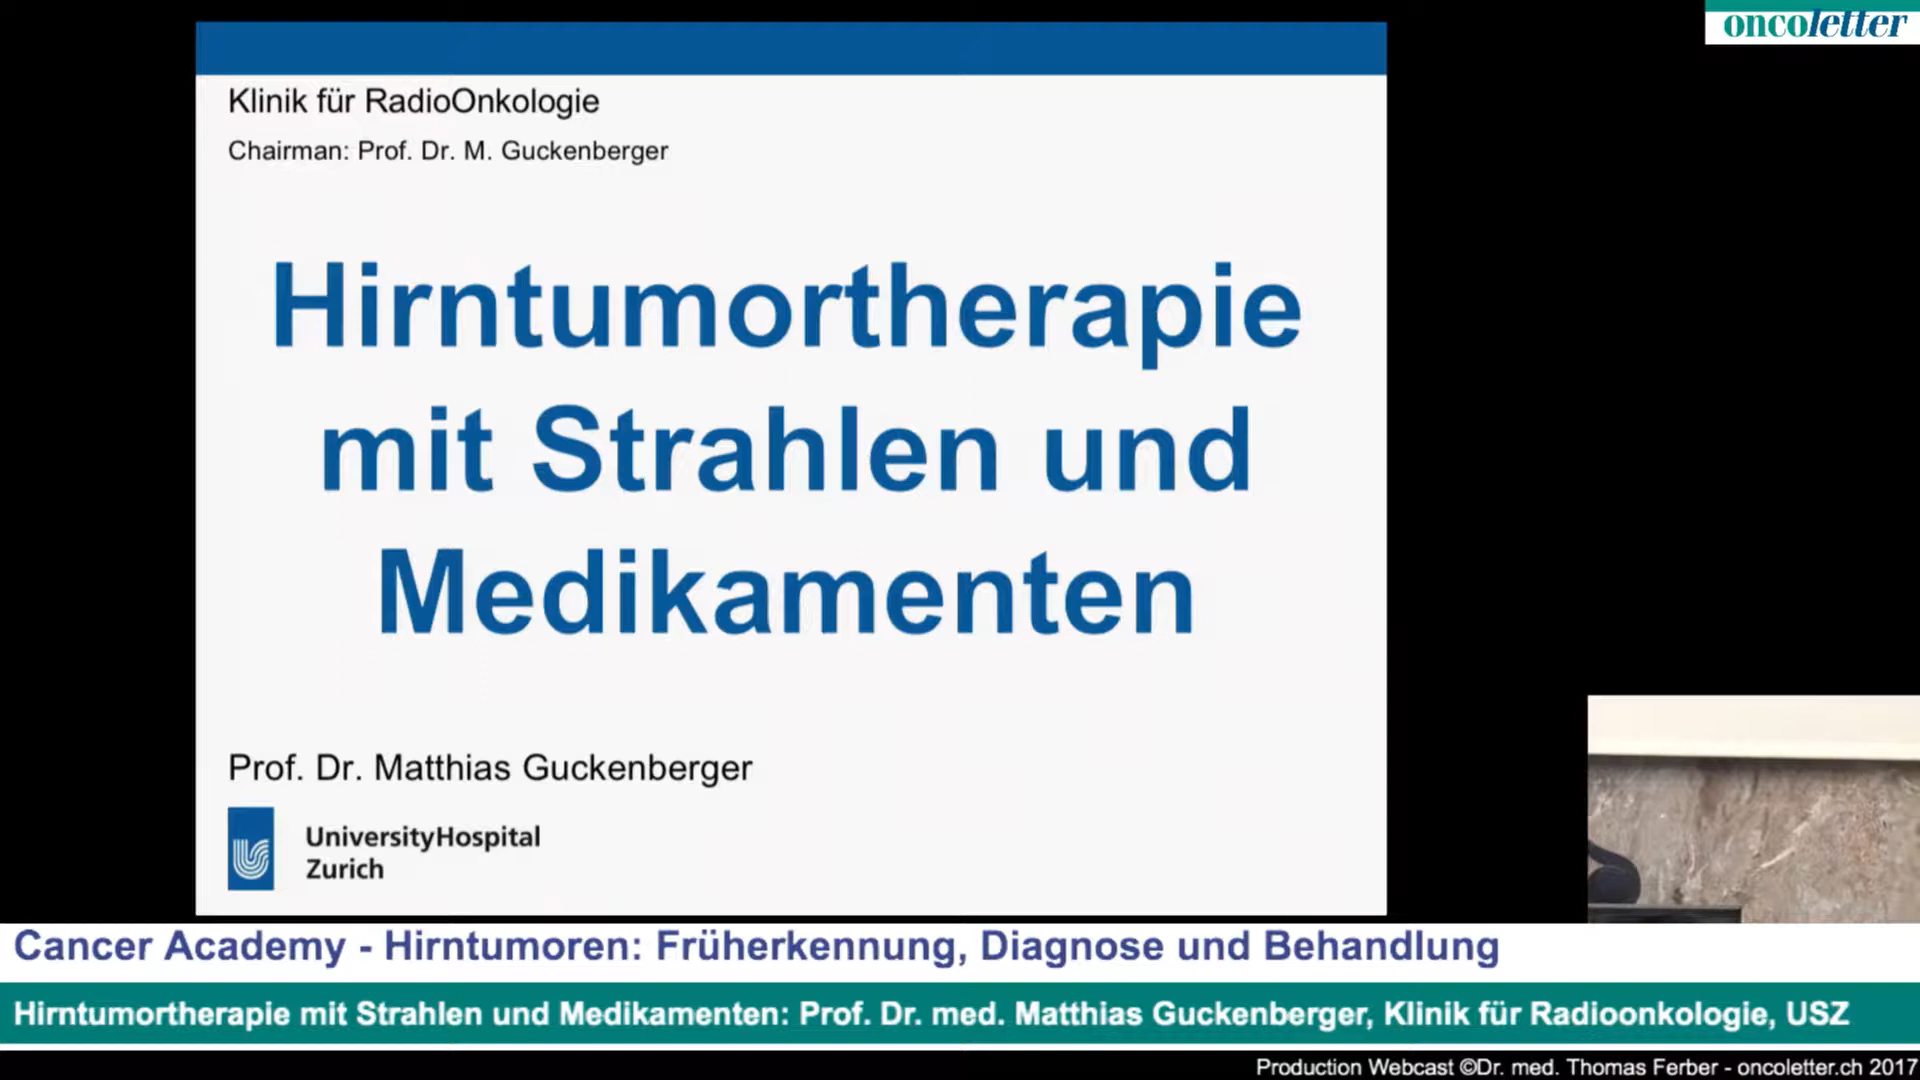 oncoletter
Klinik für RadioOnkologie
Chairman: Prof. Dr. M. Guckenberger
Hirntumortherapie
mit Strahlen und
Medikamenten
Prof. Dr. Matthias Guckenberger
UniversityHospital
Zurich
Cancer Academy - Hirntumoren: Früherkennung, Diagnose und Behandlung
Hirntumortherapie mit Strahlen und Medikamenten: Prof. Dr. med. Matthias Guckenberger, Klinik für Radioonkologie, USZ
Production Webcast ©Dr. med. Thomas Ferber - oncoletter.ch 2017